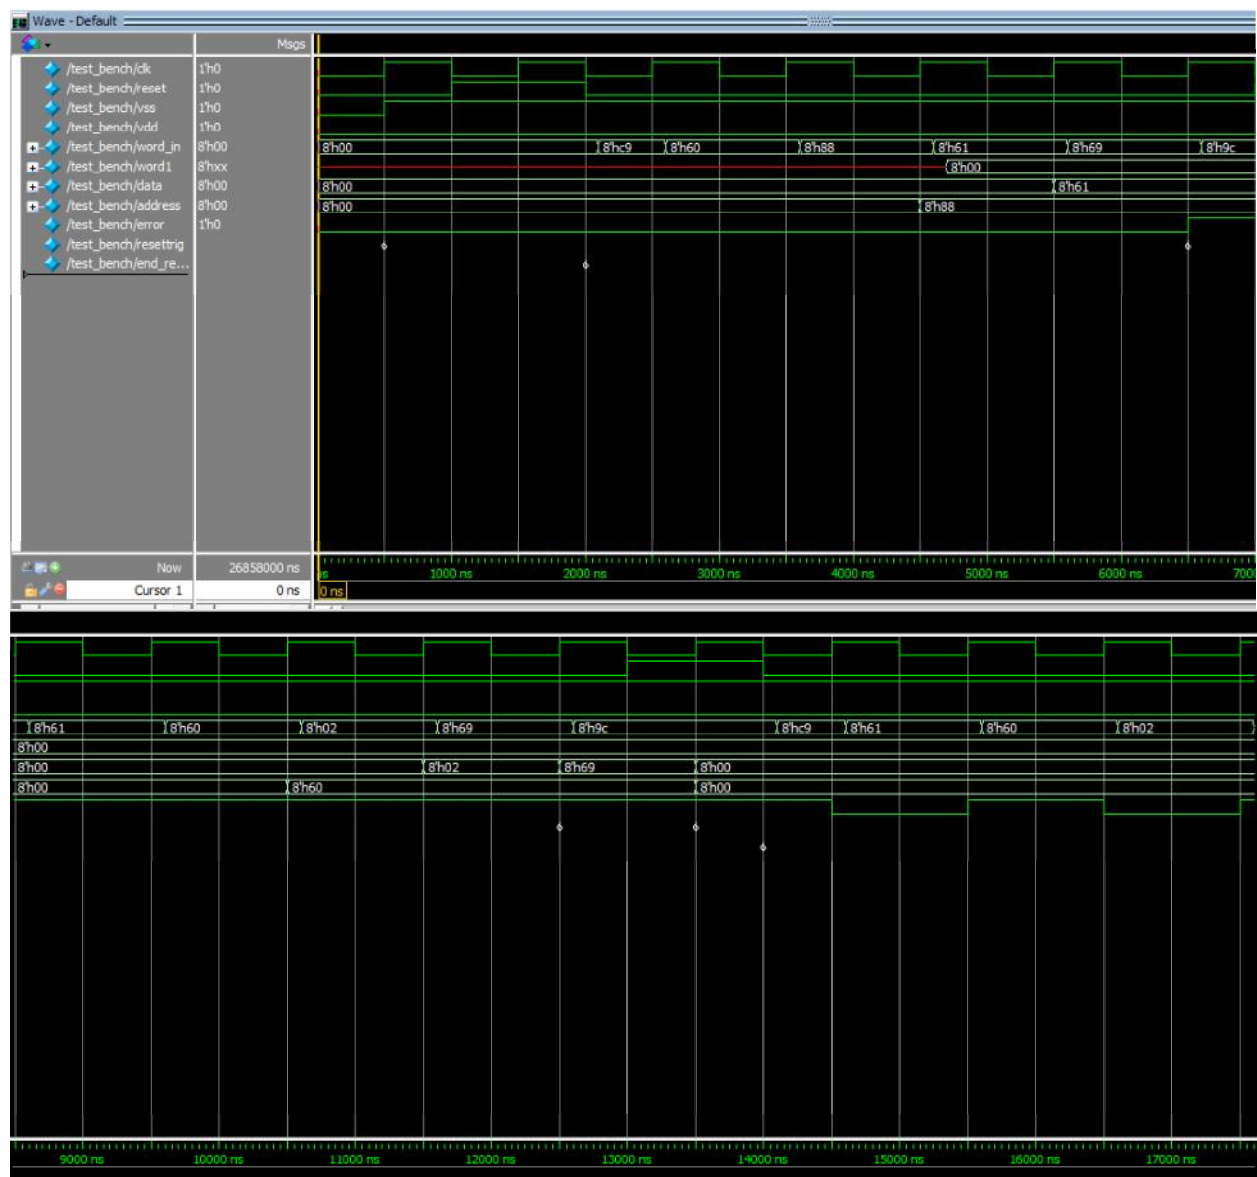 Wave - Default
Msgs
/test_bench/clk 1'h0
/test_bench/reset 1'h0
/test_bench/vss 1'h0
/test_bench/vdd 1'h0
/test_bench/word_in 8'h00 8'h00 8'hc9 8'h60 8'h88 8'h61 8'h69 8'h9c
/test_bench/word1 8'hxx 8'h00
/test_bench/data 8'h00 8'h00 8'h61
/test_bench/address 8'h00 8'h00 8'h88
/test_bench/error 1'h0
/test_bench/resettrig
/test_bench/end_re...
Now 26858000 ns ns 1000 ns 2000 ns 3000 ns 4000 ns 5000 ns 6000 ns 7000
Cursor 1 0 ns 0 ns
8'h61 8'h60 8'h02 8'h69 8'h9c 8'hc9 8'h61 8'h60 8'h02
8'h00
8'h00 8'h02 8'h69 8'h00
8'h00 8'h60 8'h00
9000 ns 10000 ns 11000 ns 12000 ns 13000 ns 14000 ns 15000 ns 16000 ns 17000 ns